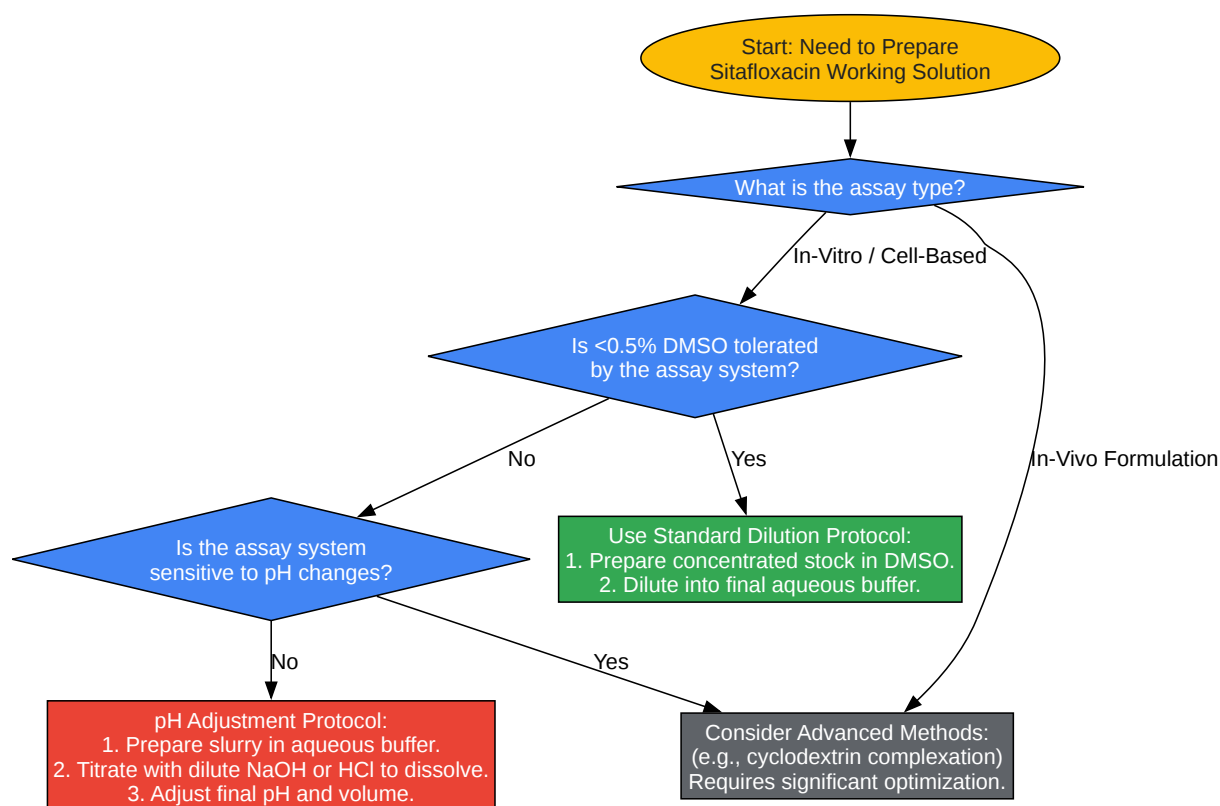 Start: Need to Prepare
Sitafloxacin Working Solution
What is the assay type?
In-Vitro / Cell-Based
Is <0.5% DMSO tolerated
by the assay system?
No
Yes
In-Vivo Formulation
Is the assay system
sensitive to pH changes?
Use Standard Dilution Protocol:
1. Prepare concentrated stock in DMSO.
2. Dilute into final aqueous buffer.
No
Yes
pH Adjustment Protocol:
1. Prepare slurry in aqueous buffer.
2. Titrate with dilute NaOH or HCl to dissolve.
3. Adjust final pH and volume.
Consider Advanced Methods:
(e.g., cyclodextrin complexation)
Requires significant optimization.